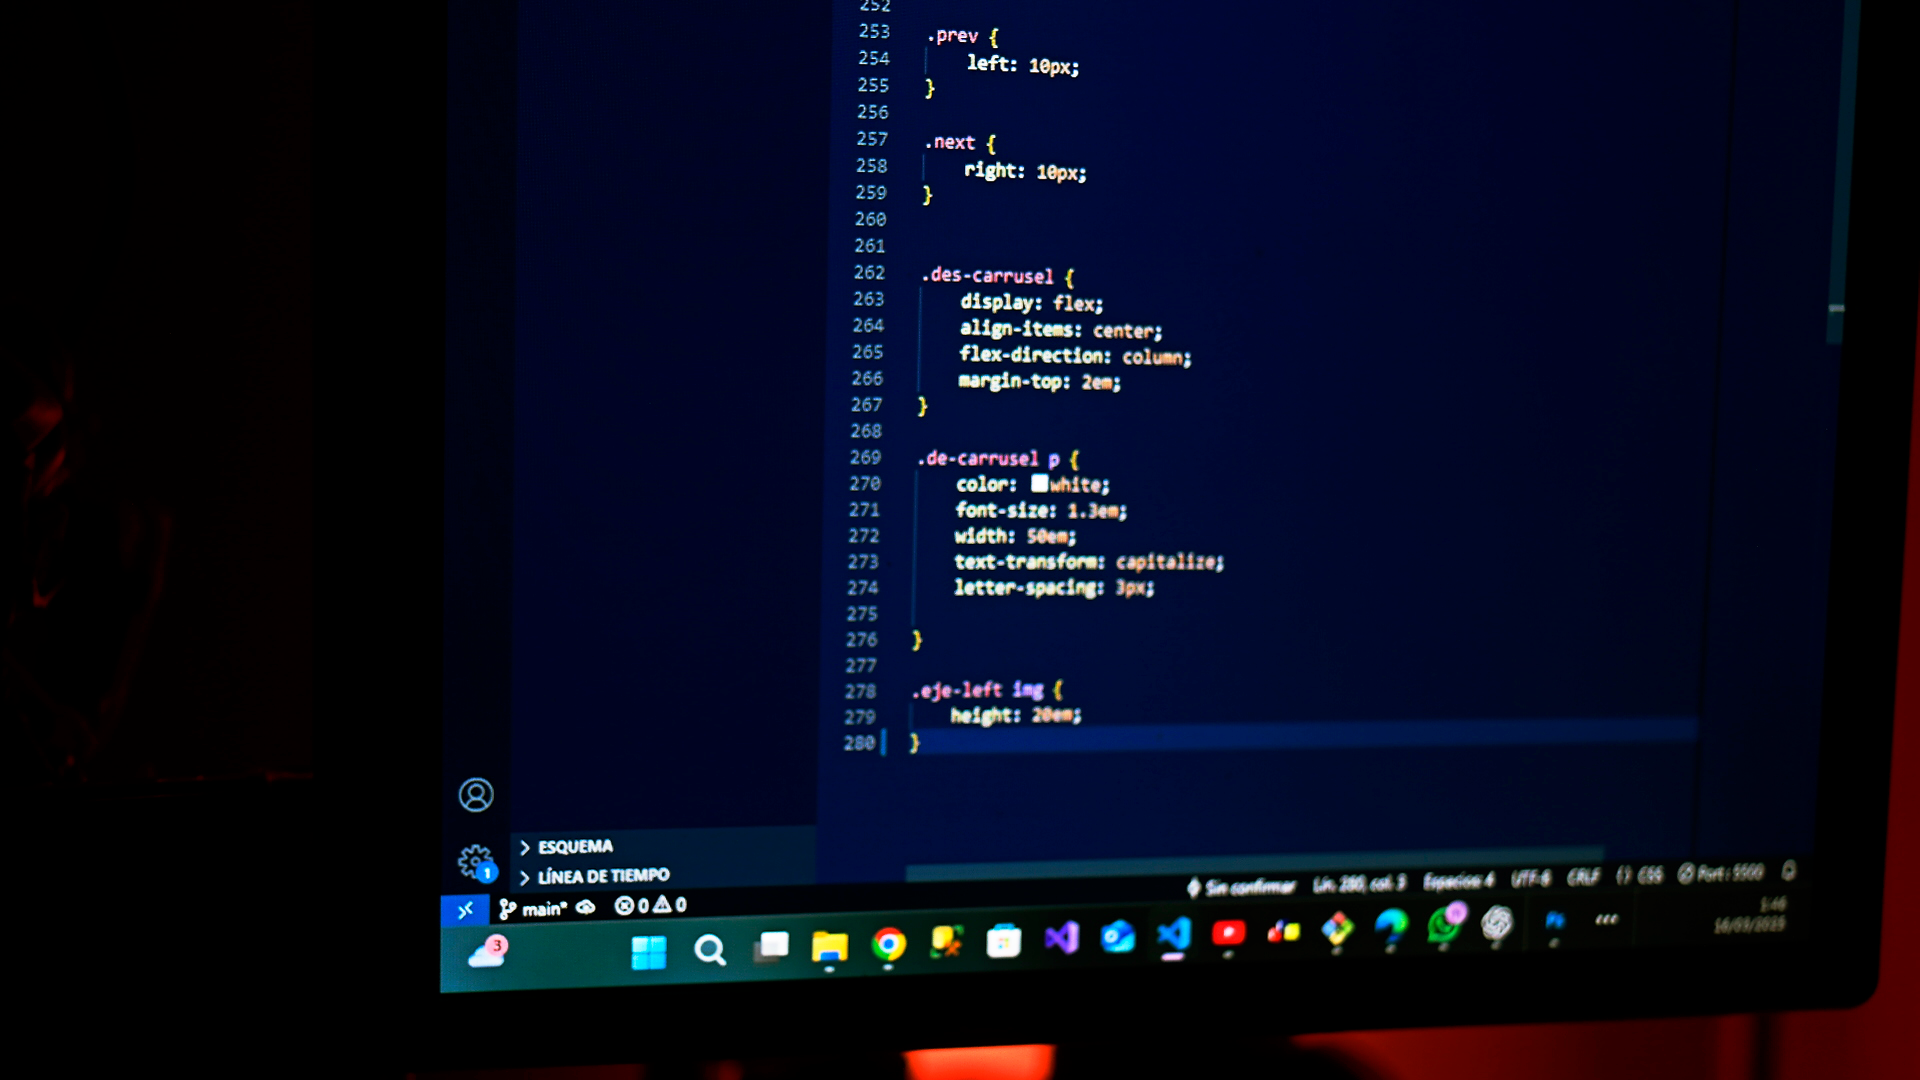 252
253 .prev {
254 left: 10px;
255 }
256
257 .next {
258 right: 10px;
259 }
260
261
262 .des-carrusel {
263 display: flex;
264 align-items: center;
265 flex-direction: column;
266 margin-top: 2em;
267 }
268
269 .de-carrusel p {
270 color: white;
271 font-size: 1.3em;
272 width: 50em;
273 text-transform: capitalize;
274 letter-spacing: 3px;
275
276 }
277
278 .eje-left img {
279 height: 20em;
280 }
1
> ESQUEMA
> LÍNEA DE TIEMPO
main* 0 0 Sin confirmar Lín. 280, col. 3 Espacios: 4 UTF-8 CRLF {} CSS Port : 5500
3 Ps